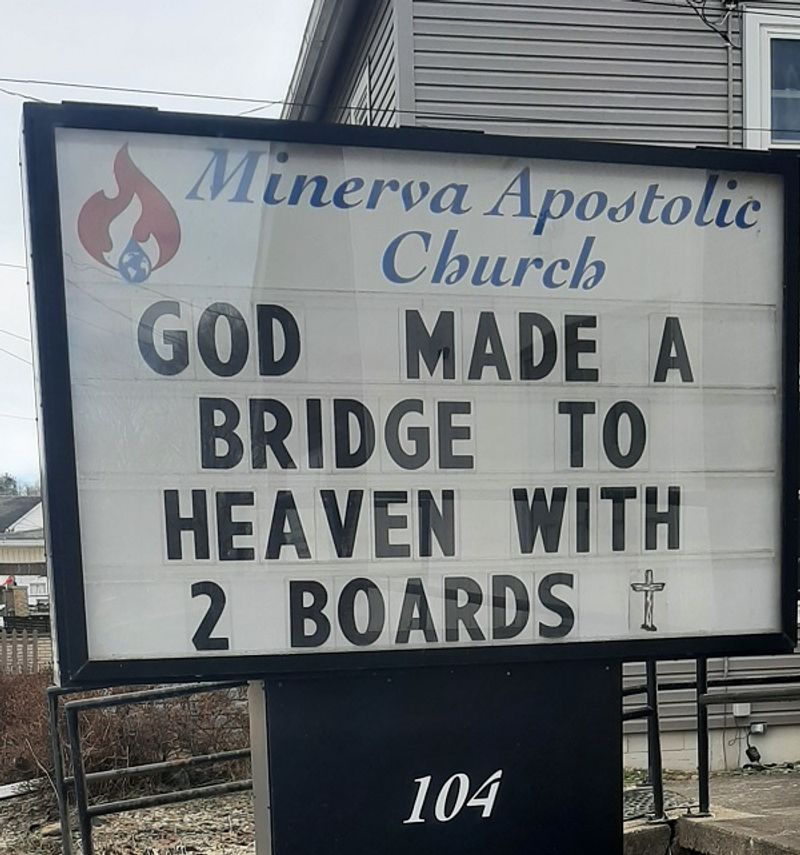 Minerva Apostolic
Church
GOD MADE A
BRIDGE TO
HEAVEN WITH
2 BOARDS
104